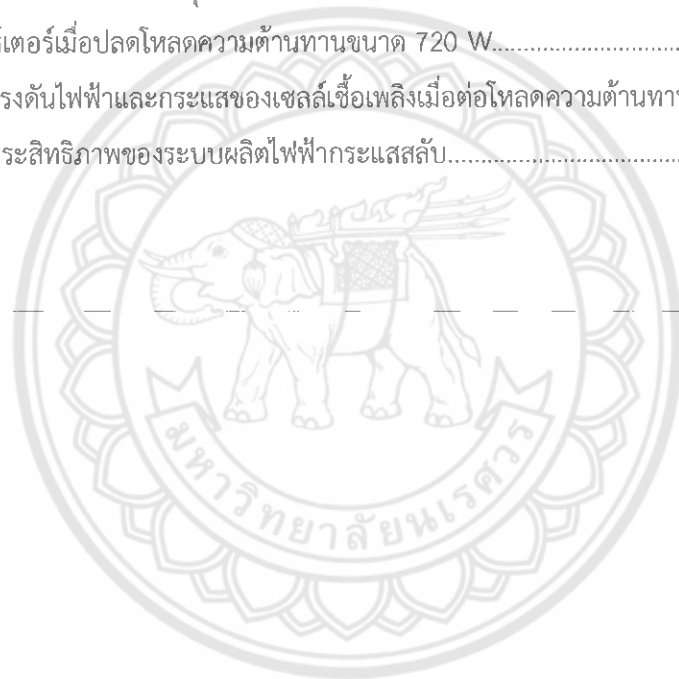 ร์เตอร์เมื่อปลดโหลดความต้านทานขนาด 720 W.............................
รงดันไฟฟ้าและกระแสของเซลล์เชื้อเพลิงเมื่อต่อโหลดความต้านทา
ระสิทธิภาพของระบบผลิตไฟฟ้ากระแสสลับ....................................
มหาวิทยาลัยนเรศวร